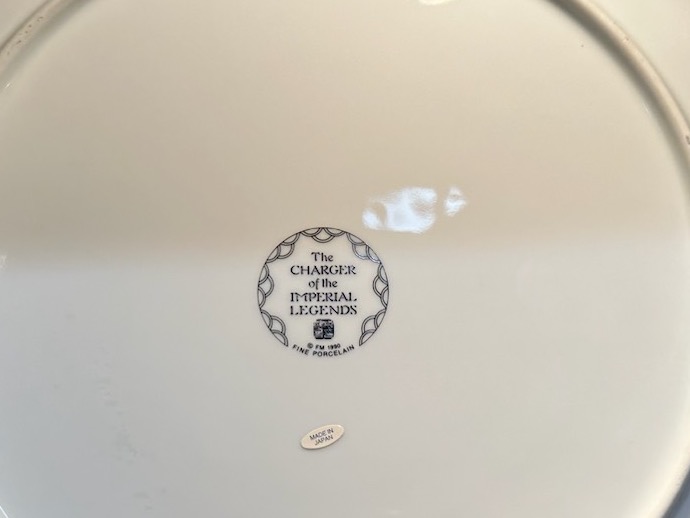 The
CHARGER
of the
IMPERIAL
LEGENDS
© FM 1990
FINE PORCELAIN
MADE IN
JAPAN